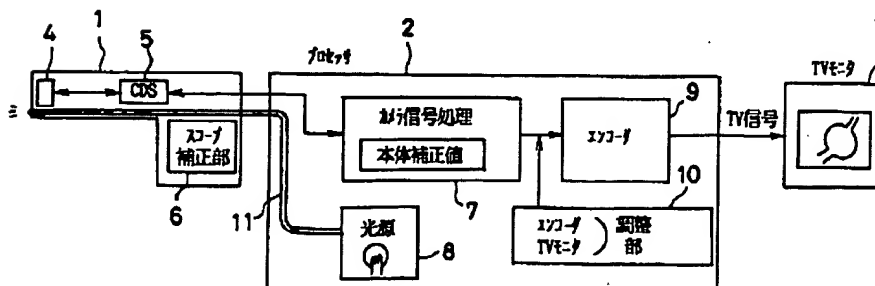 1
2
4
5
CDS
プロセッサ
TVモニタ
9
スコープ
補正部
6
カメラ信号処理
本体補正値
7
エンコーダ
TV信号
10
11
光源
8
エンコーダ
TVモニタ
)
調整
部